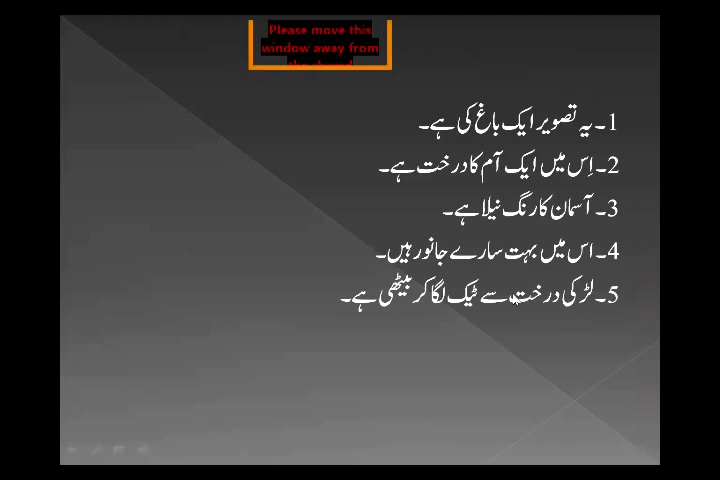 Please move this
window away from
1۔ یہ تصویر ایک باغ کی ہے۔
2۔ اِس میں ایک آم کا درخت ہے۔
3۔ آسمان کا رنگ نیلا ہے۔
4۔ اس میں بہت سارے جانور ہیں۔
5۔ لڑکی درخت سے ٹیک لگا کر بیٹھی ہے۔